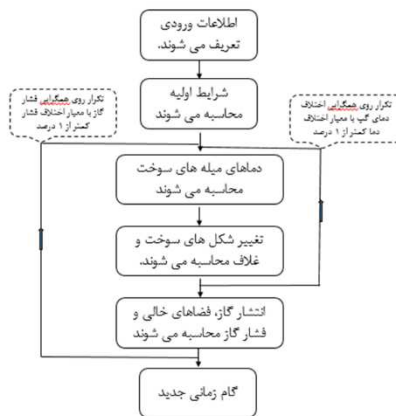 اطلاعات ورودی
تعریف می شوند.
شرایط اولیه
محاسبه می شوند
تکرار روی همگرایی اختلاف
دمای گپ با معیار اختلاف
دما کمتر از ۱ درصد
تکرار روی همگرایی فشار
گاز با معیار اختلاف فشار
کمتر از ۱ درصد
دماهای میله های سوخت
محاسبه می شوند
تغییر شکل های سوخت و
غلاف محاسبه می شوند.
انتشار گاز، فضاهای خالی و
فشار گاز محاسبه می شوند
گام زمانی جدید